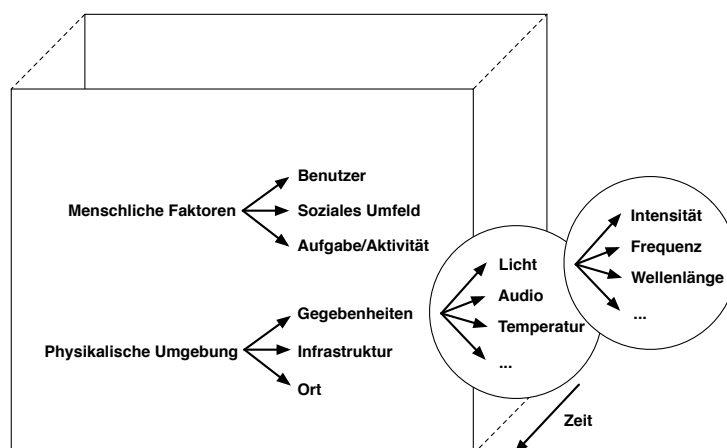 Menschliche Faktoren
Benutzer
Soziales Umfeld
Aufgabe/Aktivität
Physikalische Umgebung
Gegebenheiten
Infrastruktur
Ort
Licht
Audio
Temperatur
...
Intensität
Frequenz
Wellenlänge
...
Zeit